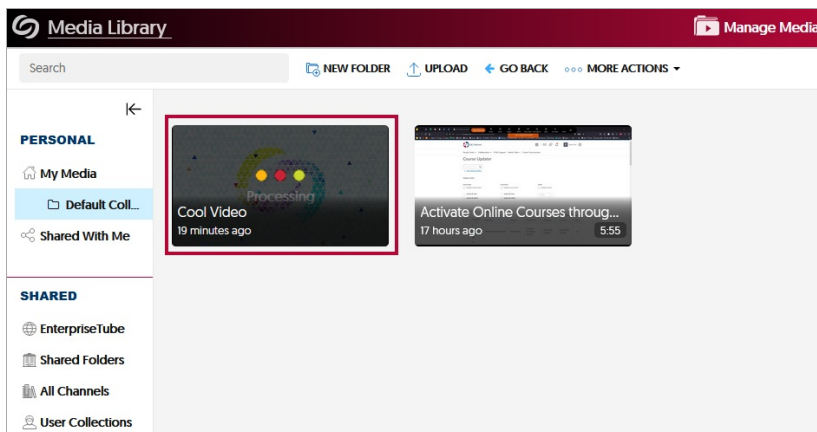 Media Library
Manage Media
Search
NEW FOLDER
UPLOAD
GO BACK
MORE ACTIONS
PERSONAL
My Media
Default Coll...
Shared With Me
SHARED
EnterpriseTube
Shared Folders
All Channels
User Collections
Processing
Cool Video
19 minutes ago
Course Updater
Activate Online Courses throug...
17 hours ago
5:55